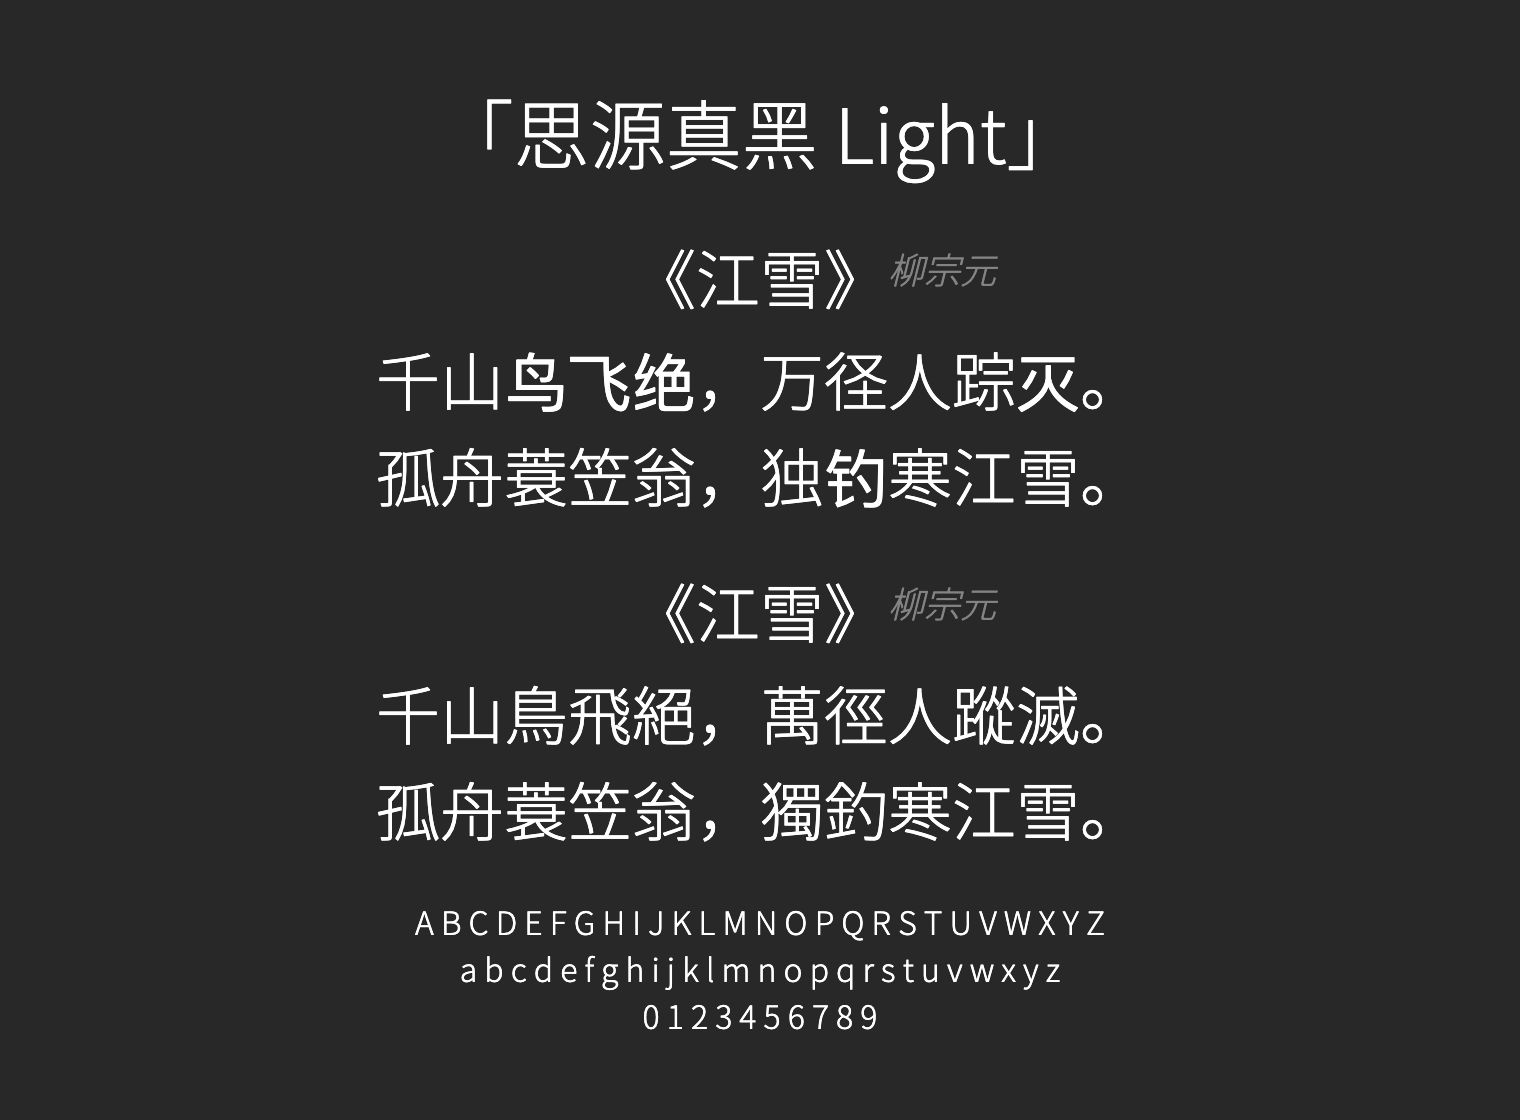 「思源真黑 Light」
《江雪》 柳宗元
千山鸟飞绝，万径人踪灭。
孤舟蓑笠翁，独钓寒江雪。
《江雪》 柳宗元
千山鳥飛絕，萬徑人蹤滅。
孤舟蓑笠翁，獨釣寒江雪。
A B C D E F G H I J K L M N O P Q R S T U V W X Y Z
a b c d e f g h i j k l m n o p q r s t u v w x y z
0 1 2 3 4 5 6 7 8 9